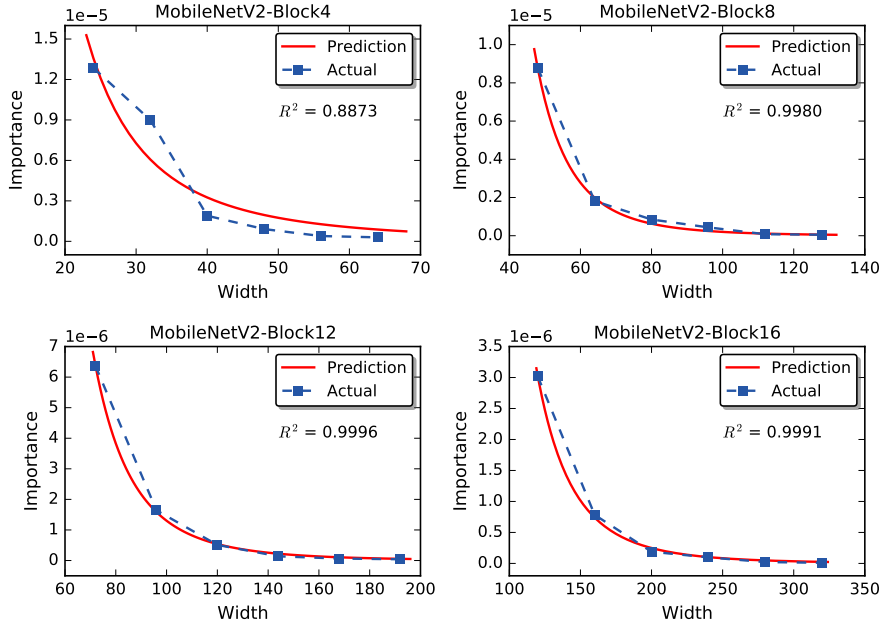 MobileNetV2-Block4
1e−5
Prediction
Actual
R² = 0.8873
Importance
1.5
1.2
0.9
0.6
0.3
0.0
20 30 40 50 60 70
Width
MobileNetV2-Block8
1e−5
Prediction
Actual
R² = 0.9980
Importance
1.0
0.8
0.6
0.4
0.2
0.0
40 60 80 100 120 140
Width
MobileNetV2-Block12
1e−6
Prediction
Actual
R² = 0.9996
Importance
7
6
5
4
3
2
1
0
60 80 100 120 140 160 180 200
Width
MobileNetV2-Block16
1e−6
Prediction
Actual
R² = 0.9991
Importance
3.5
3.0
2.5
2.0
1.5
1.0
0.5
0.0
100 150 200 250 300 350
Width